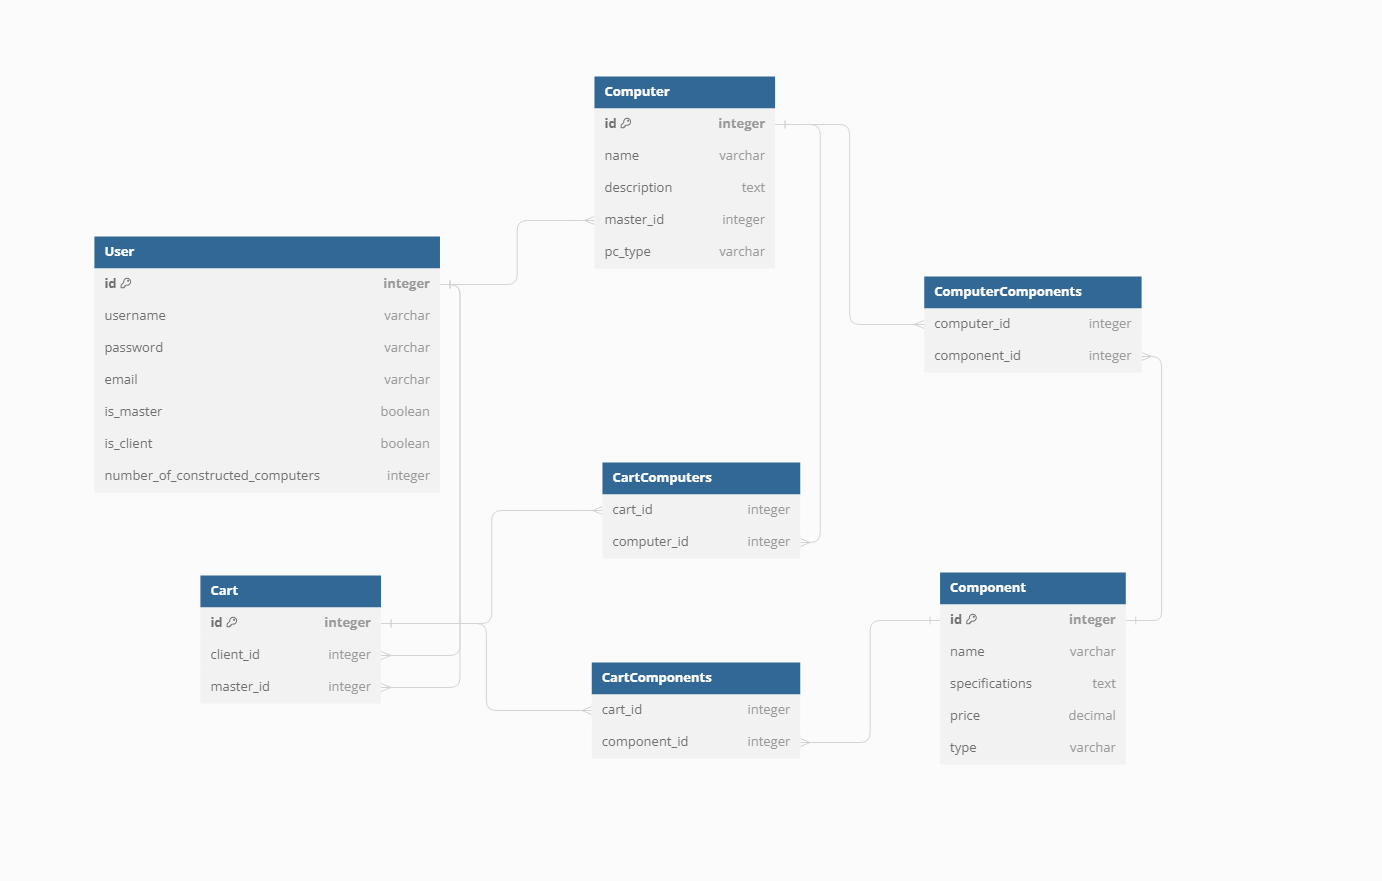 Computer
id integer
name varchar
description text
master_id integer
pc_type varchar
User
id integer
username varchar
password varchar
email varchar
is_master boolean
is_client boolean
number_of_constructed_computers integer
ComputerComponents
computer_id integer
component_id integer
CartComputers
cart_id integer
computer_id integer
Cart
id integer
client_id integer
master_id integer
CartComponents
cart_id integer
component_id integer
Component
id integer
name varchar
specifications text
price decimal
type varchar